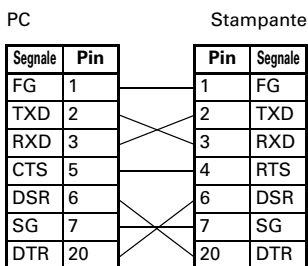 PC Stampante
Segnale Pin Pin Segnale
FG 1 1 FG
TXD 2 2 TXD
RXD 3 3 RXD
CTS 5 4 RTS
DSR 6 6 DSR
SG 7 7 SG
DTR 20 20 DTR